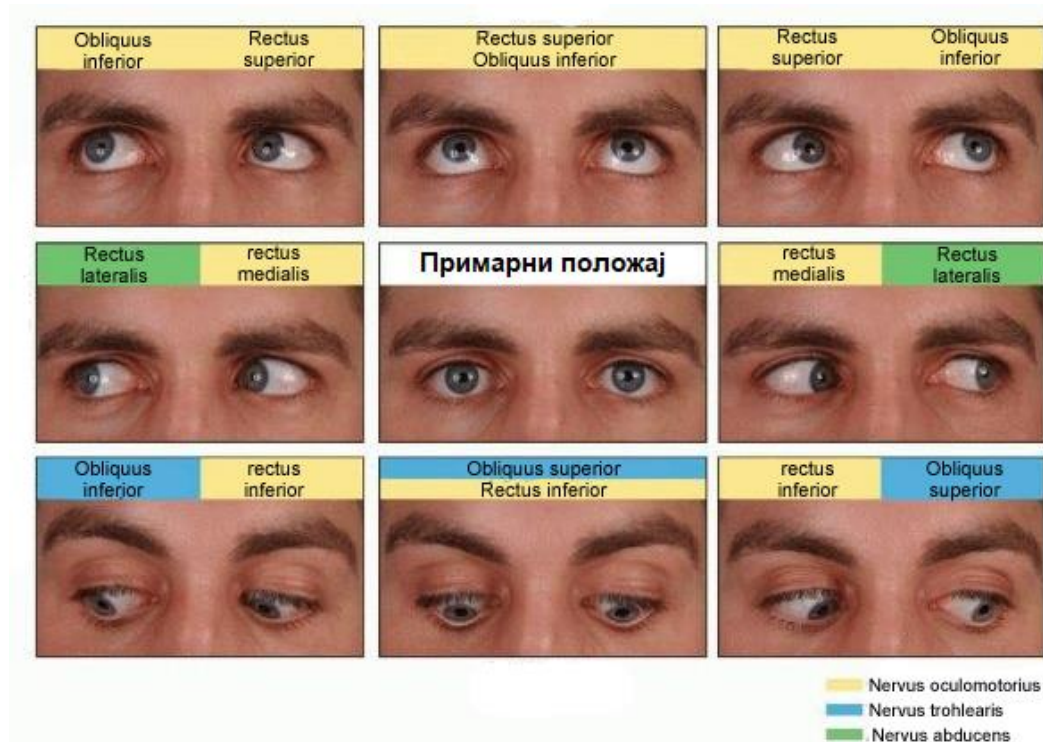 Obliquus inferior
Rectus superior
Rectus superior
Obliquus inferior
Rectus superior
Obliquus inferior
Rectus lateralis
rectus medialis
Примарни положај
rectus medialis
Rectus lateralis
Obliquus inferior
rectus inferior
Obliquus superior
Rectus inferior
rectus inferior
Obliquus superior
Nervus oculomotorius
Nervus trohlearis
.Nervus abducens